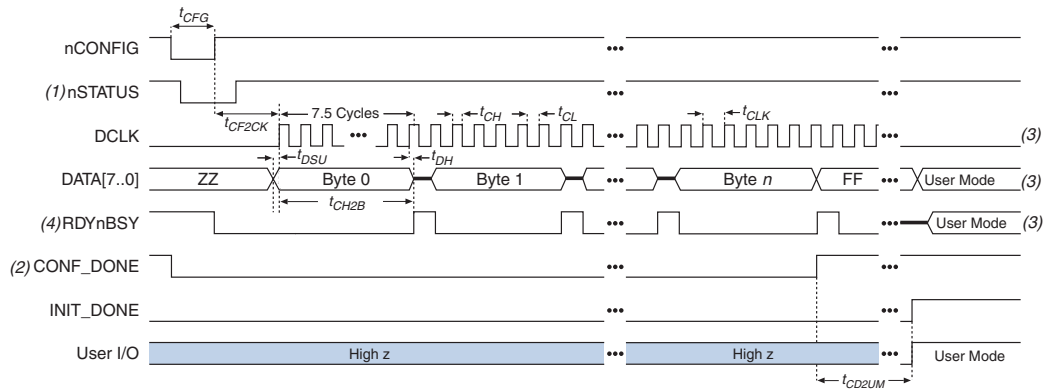 tCFG
nCONFIG
(1) nSTATUS
tCF2CK
7.5 Cycles
tCH
tCL
tCLK
DCLK
(3)
tDSU
tDH
DATA[7..0]
ZZ
Byte 0
Byte 1
Byte n
FF
User Mode
(3)
tCH2B
(4) RDYnBSY
User Mode
(3)
(2) CONF_DONE
INIT_DONE
User I/O
High z
High z
User Mode
tCD2UM